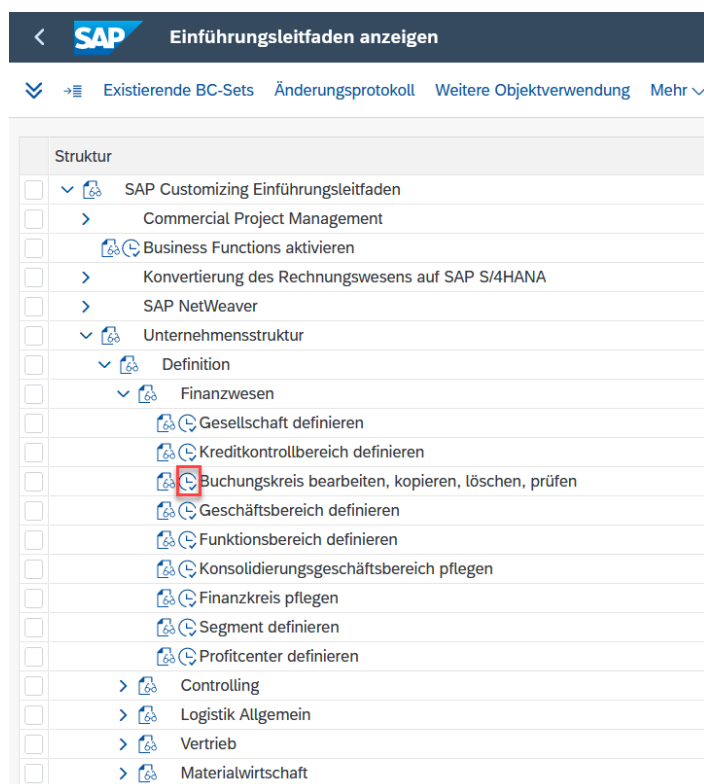 SAP Einführungsleitfaden anzeigen
Existierende BC-Sets Änderungsprotokoll Weitere Objektverwendung Mehr
Struktur
SAP Customizing Einführungsleitfaden
Commercial Project Management
Business Functions aktivieren
Konvertierung des Rechnungswesens auf SAP S/4HANA
SAP NetWeaver
Unternehmensstruktur
Definition
Finanzwesen
Gesellschaft definieren
Kreditkontrollbereich definieren
Buchungskreis bearbeiten, kopieren, löschen, prüfen
Geschäftsbereich definieren
Funktionsbereich definieren
Konsolidierungsgeschäftsbereich pflegen
Finanzkreis pflegen
Segment definieren
Profitcenter definieren
Controlling
Logistik Allgemein
Vertrieb
Materialwirtschaft